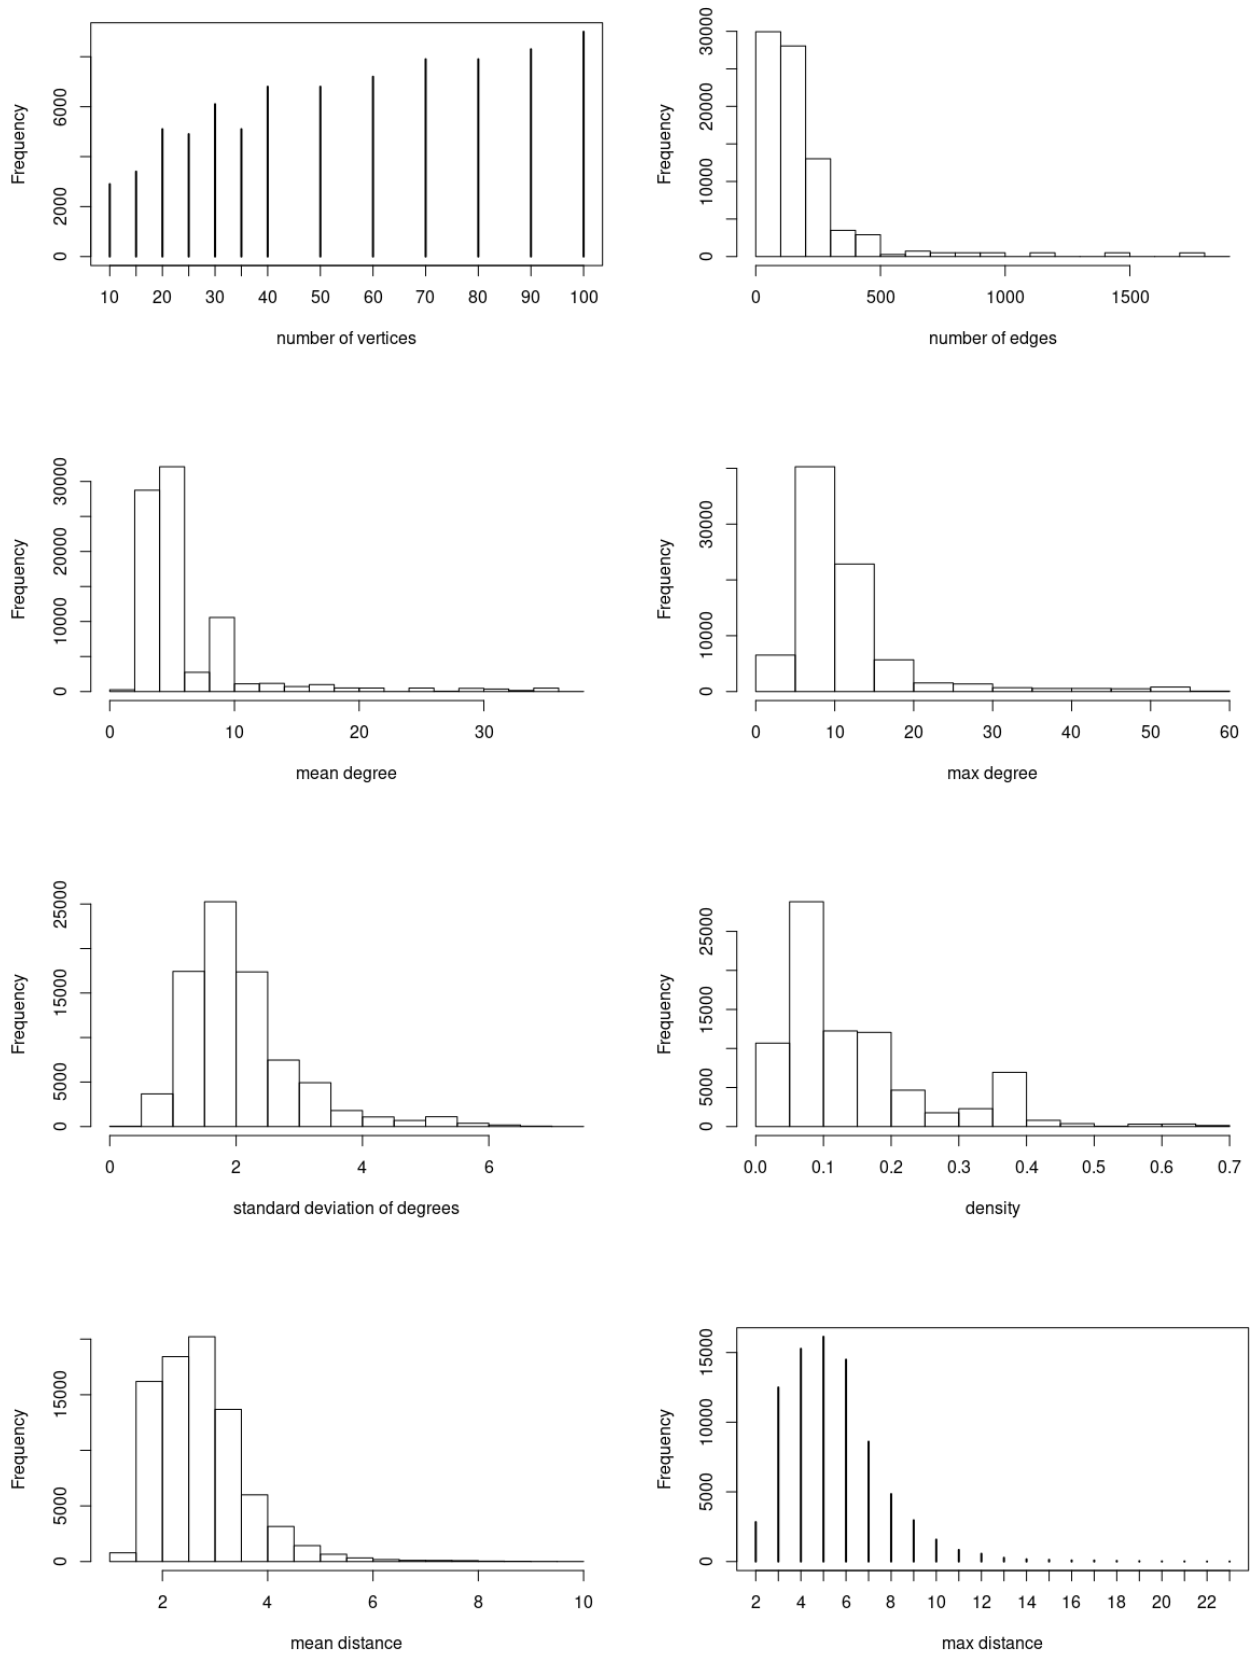 Frequency
0
2000
6000
10 20 30 40 50 60 70 80 90 100
number of vertices
Frequency
0
10000
20000
30000
0 500 1000 1500
number of edges
Frequency
0
10000
20000
30000
0 10 20 30
mean degree
Frequency
0
10000
30000
0 10 20 30 40 50 60
max degree
Frequency
0
5000
15000
25000
0 2 4 6
standard deviation of degrees
Frequency
0
5000
15000
25000
0.0 0.1 0.2 0.3 0.4 0.5 0.6 0.7
density
Frequency
0
5000
15000
2 4 6 8 10
mean distance
Frequency
0
5000
10000
15000
2 4 6 8 10 12 14 16 18 20 22
max distance